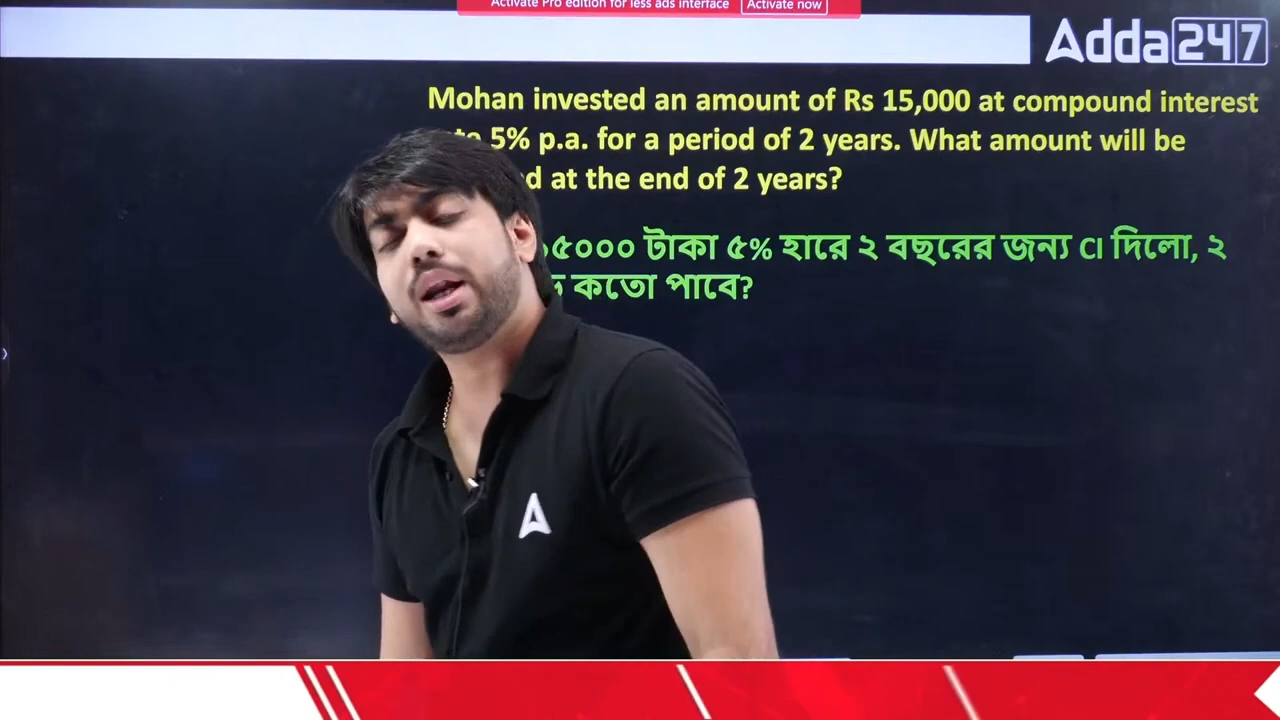 Activate Pro edition for less ads interface Activate now
Adda247
Mohan invested an amount of Rs 15,000 at compound interest
5% p.a. for a period of 2 years. What amount will be
at the end of 2 years?
১৫০০০ টাকা ৫% হারে ২ বছরের জন্য CI দিলো, ২
কতো পাবে?